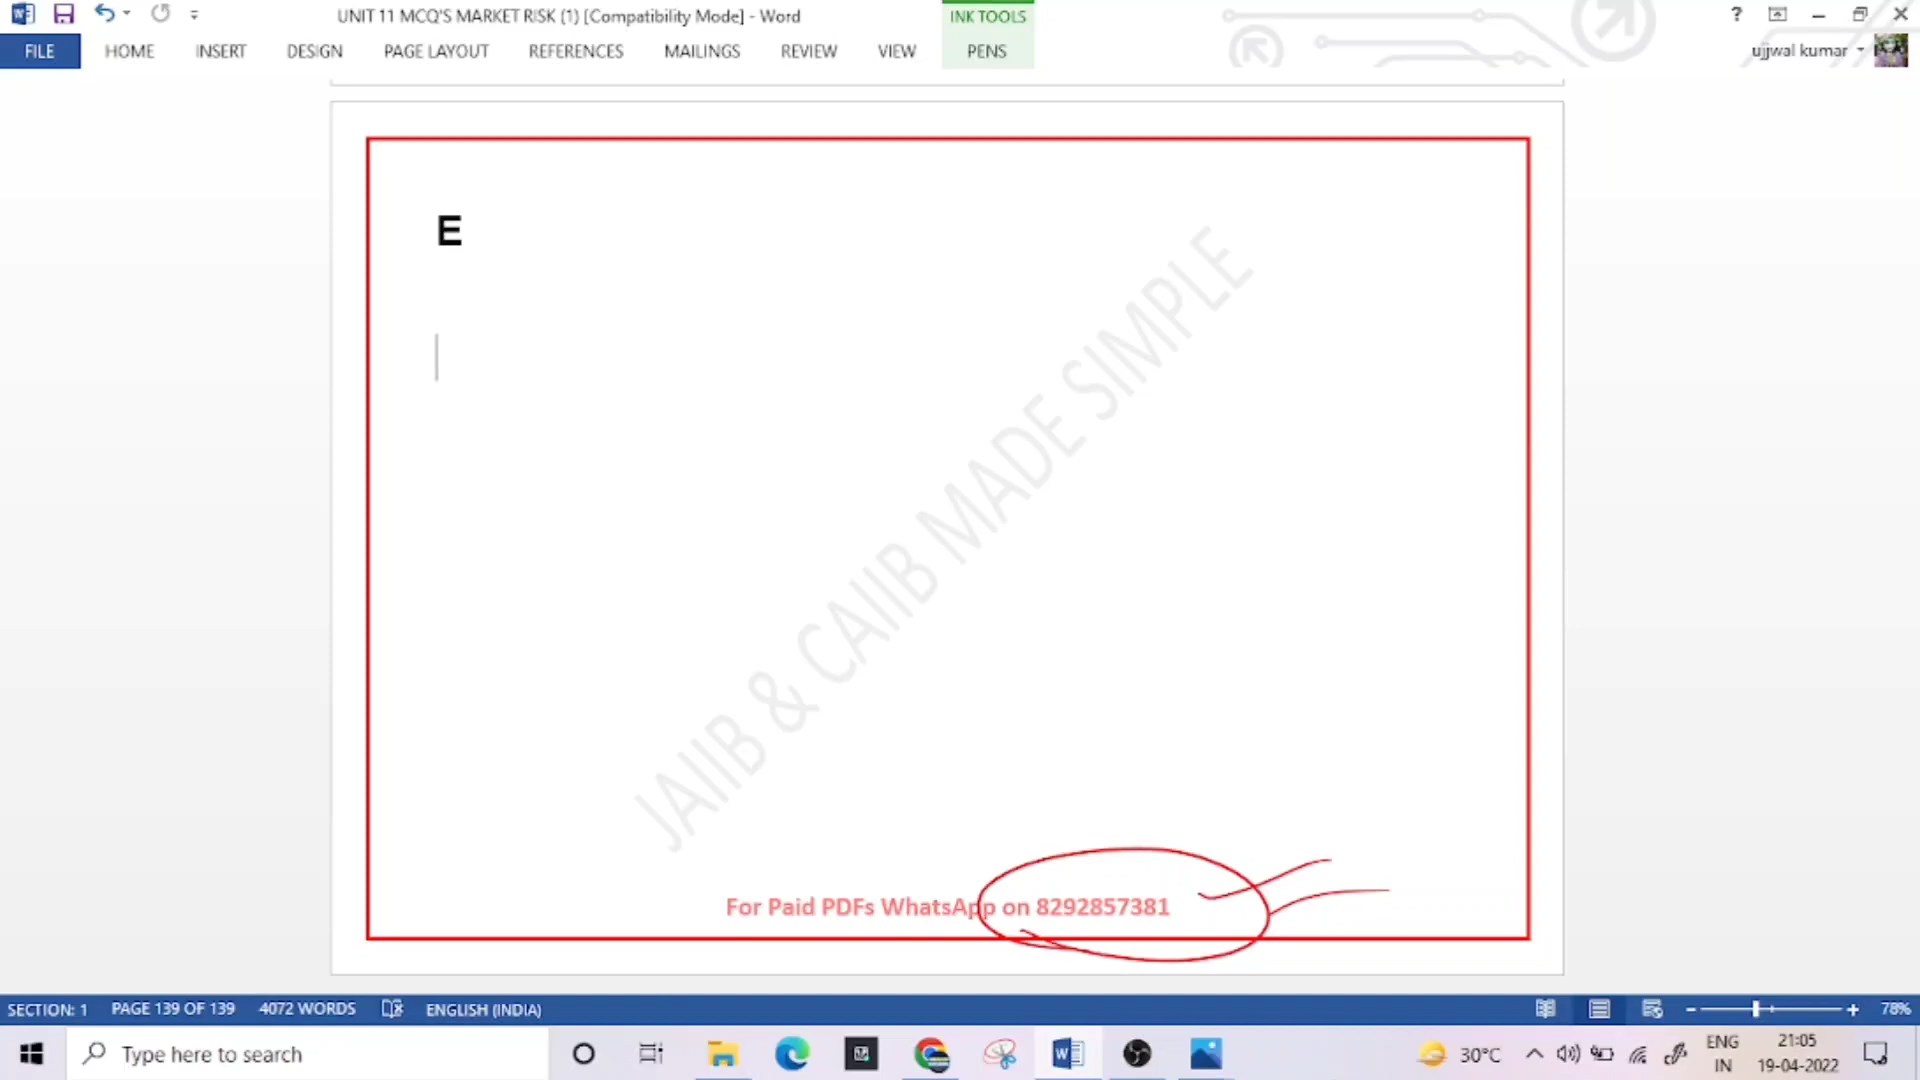 UNIT 11 MCQ'S MARKET RISK (1) [Compatibility Mode] - Word
INK TOOLS
?
FILE
HOME
INSERT
DESIGN
PAGE LAYOUT
REFERENCES
MAILINGS
REVIEW
VIEW
PENS
ujjwal kumar
E
JAIIB & CAIIB MADE SIMPLE
For Paid PDFs WhatsApp on 8292857381
SECTION: 1
PAGE 139 OF 139
4072 WORDS
ENGLISH (INDIA)
78%
Type here to search
30°C
ENG
IN
21:05
19-04-2022